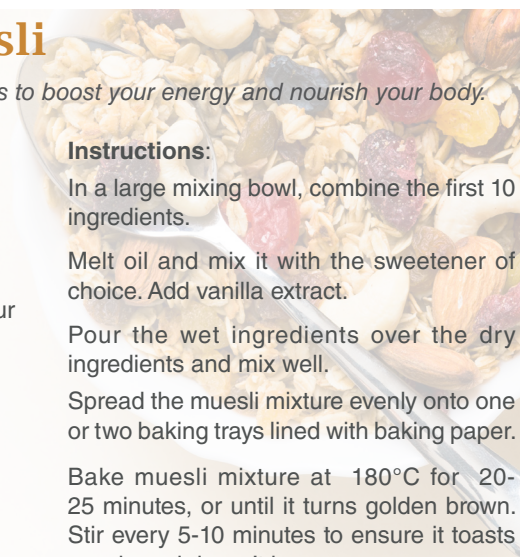 sli
s to boost your energy and nourish your body.
Instructions:
In a large mixing bowl, combine the first 10
ingredients.
Melt oil and mix it with the sweetener of
choice. Add vanilla extract.
ur
Pour the wet ingredients over the dry
ingredients and mix well.
Spread the muesli mixture evenly onto one
or two baking trays lined with baking paper.
Bake muesli mixture at 180°C for 20-
25 minutes, or until it turns golden brown.
Stir every 5-10 minutes to ensure it toasts